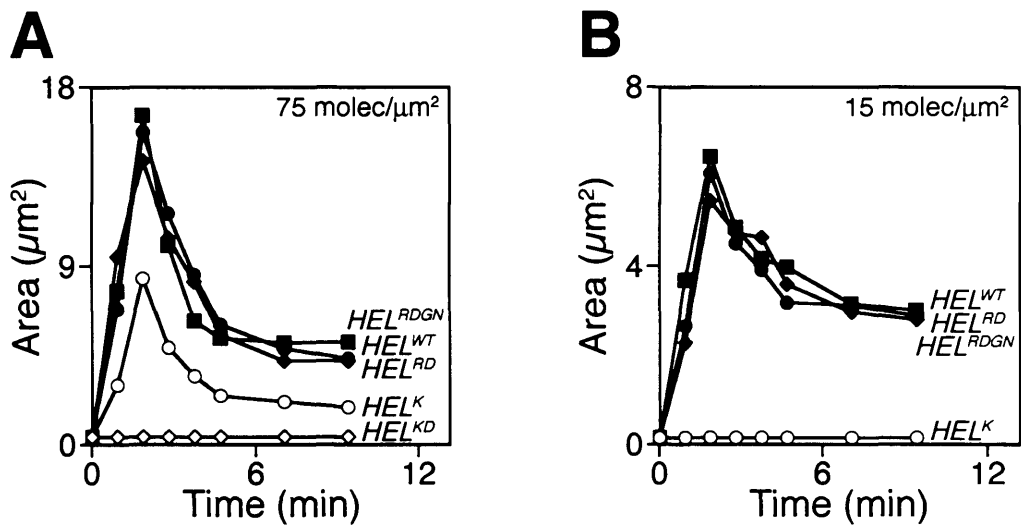 A
18
75 molec/μm²
9
Area (μm²)
HEL^RDGN
HEL^WT
HEL^RD
HEL^K
HEL^KD
0
0 6 12
Time (min)
B
8
15 molec/μm²
4
Area (μm²)
HEL^WT
HEL^RD
HEL^RDGN
HEL^K
0
0 6 12
Time (min)